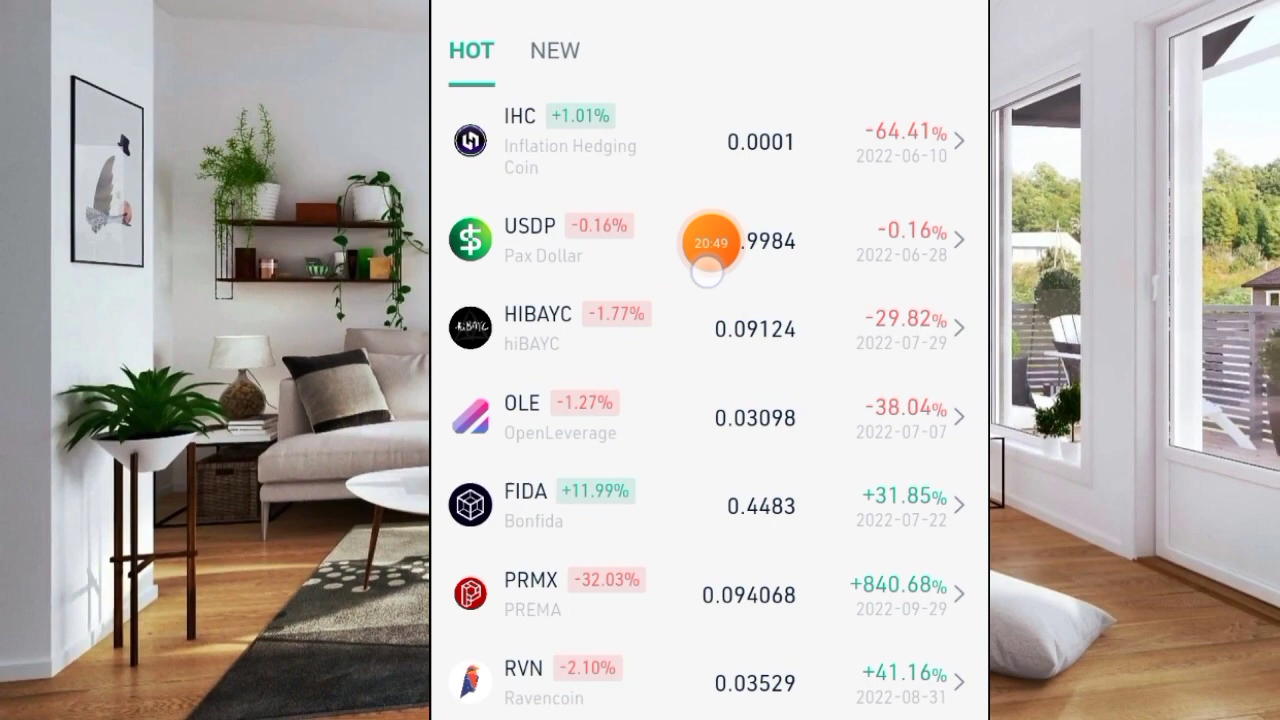 HOT NEW
IHC +1.01%
Inflation Hedging
Coin
0.0001
-64.41%
2022-06-10
USDP -0.16%
Pax Dollar
20:49
.9984
-0.16%
2022-06-28
HIBAYC -1.77%
hiBAYC
hiBAYC
0.09124
-29.82%
2022-07-29
OLE -1.27%
OpenLeverage
0.03098
-38.04%
2022-07-07
FIDA +11.99%
Bonfida
0.4483
+31.85%
2022-07-22
PRMX -32.03%
PREMA
0.094068
+840.68%
2022-09-29
RVN -2.10%
Ravencoin
0.03529
+41.16%
2022-08-31